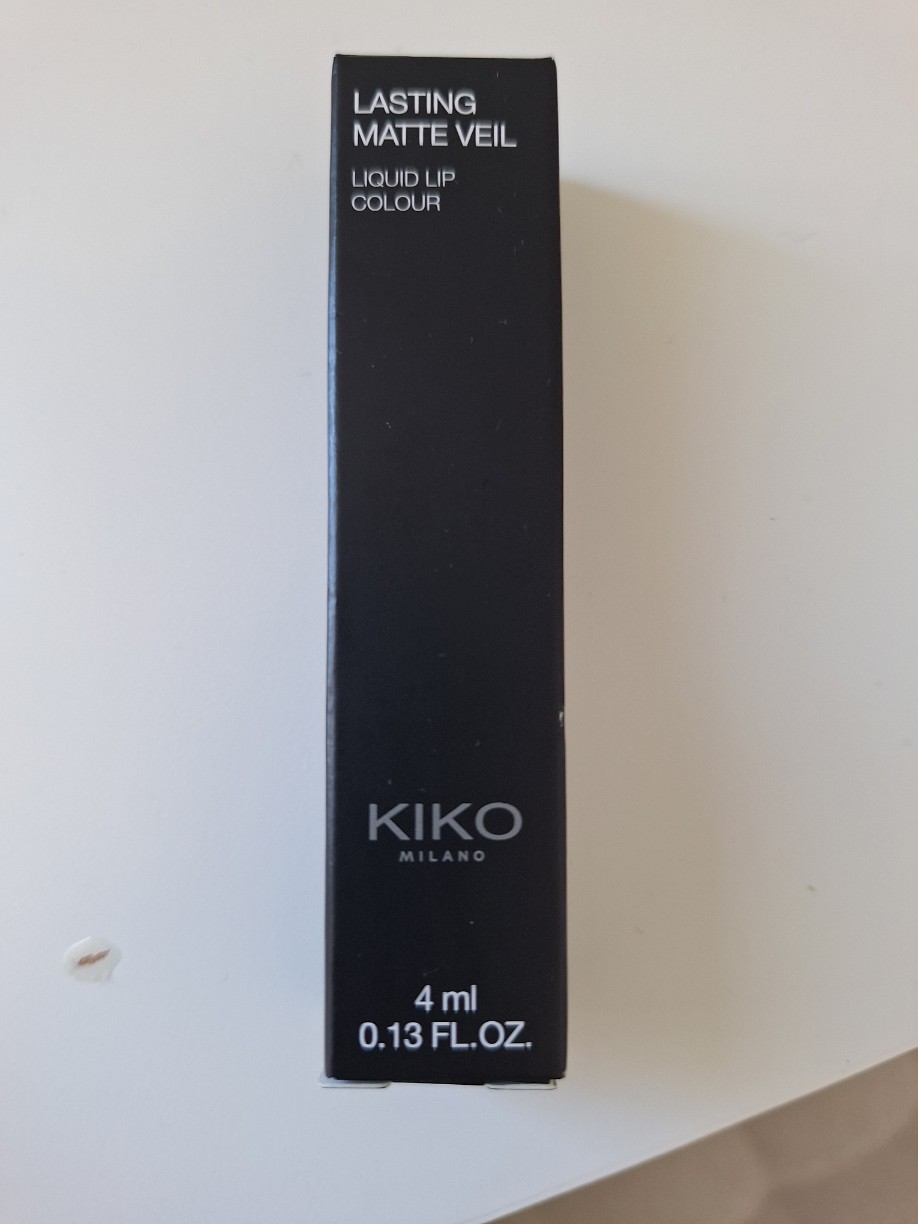 LASTING
MATTE VEIL
LIQUID LIP
COLOUR
KIKO
MILANO
4 ml
0.13 FL.OZ.